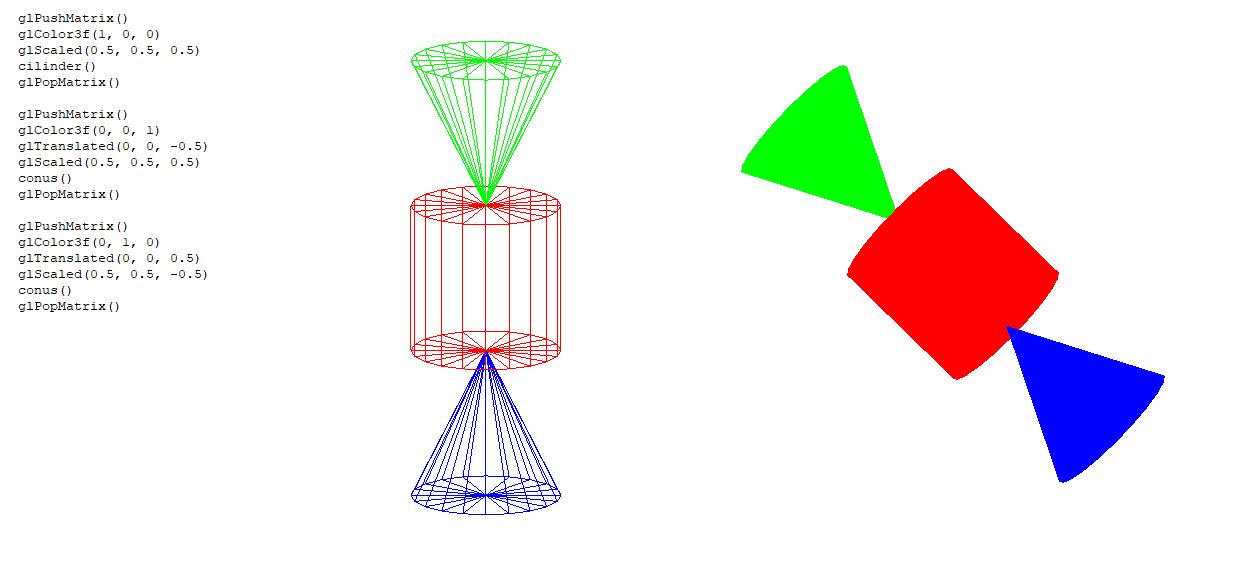 glPushMatrix()
glColor3f(1, 0, 0)
glScaled(0.5, 0.5, 0.5)
cilinder()
glPopMatrix()
glPushMatrix()
glColor3f(0, 0, 1)
glTranslated(0, 0, -0.5)
glScaled(0.5, 0.5, 0.5)
conus()
glPopMatrix()
glPushMatrix()
glColor3f(0, 1, 0)
glTranslated(0, 0, 0.5)
glScaled(0.5, 0.5, -0.5)
conus()
glPopMatrix()